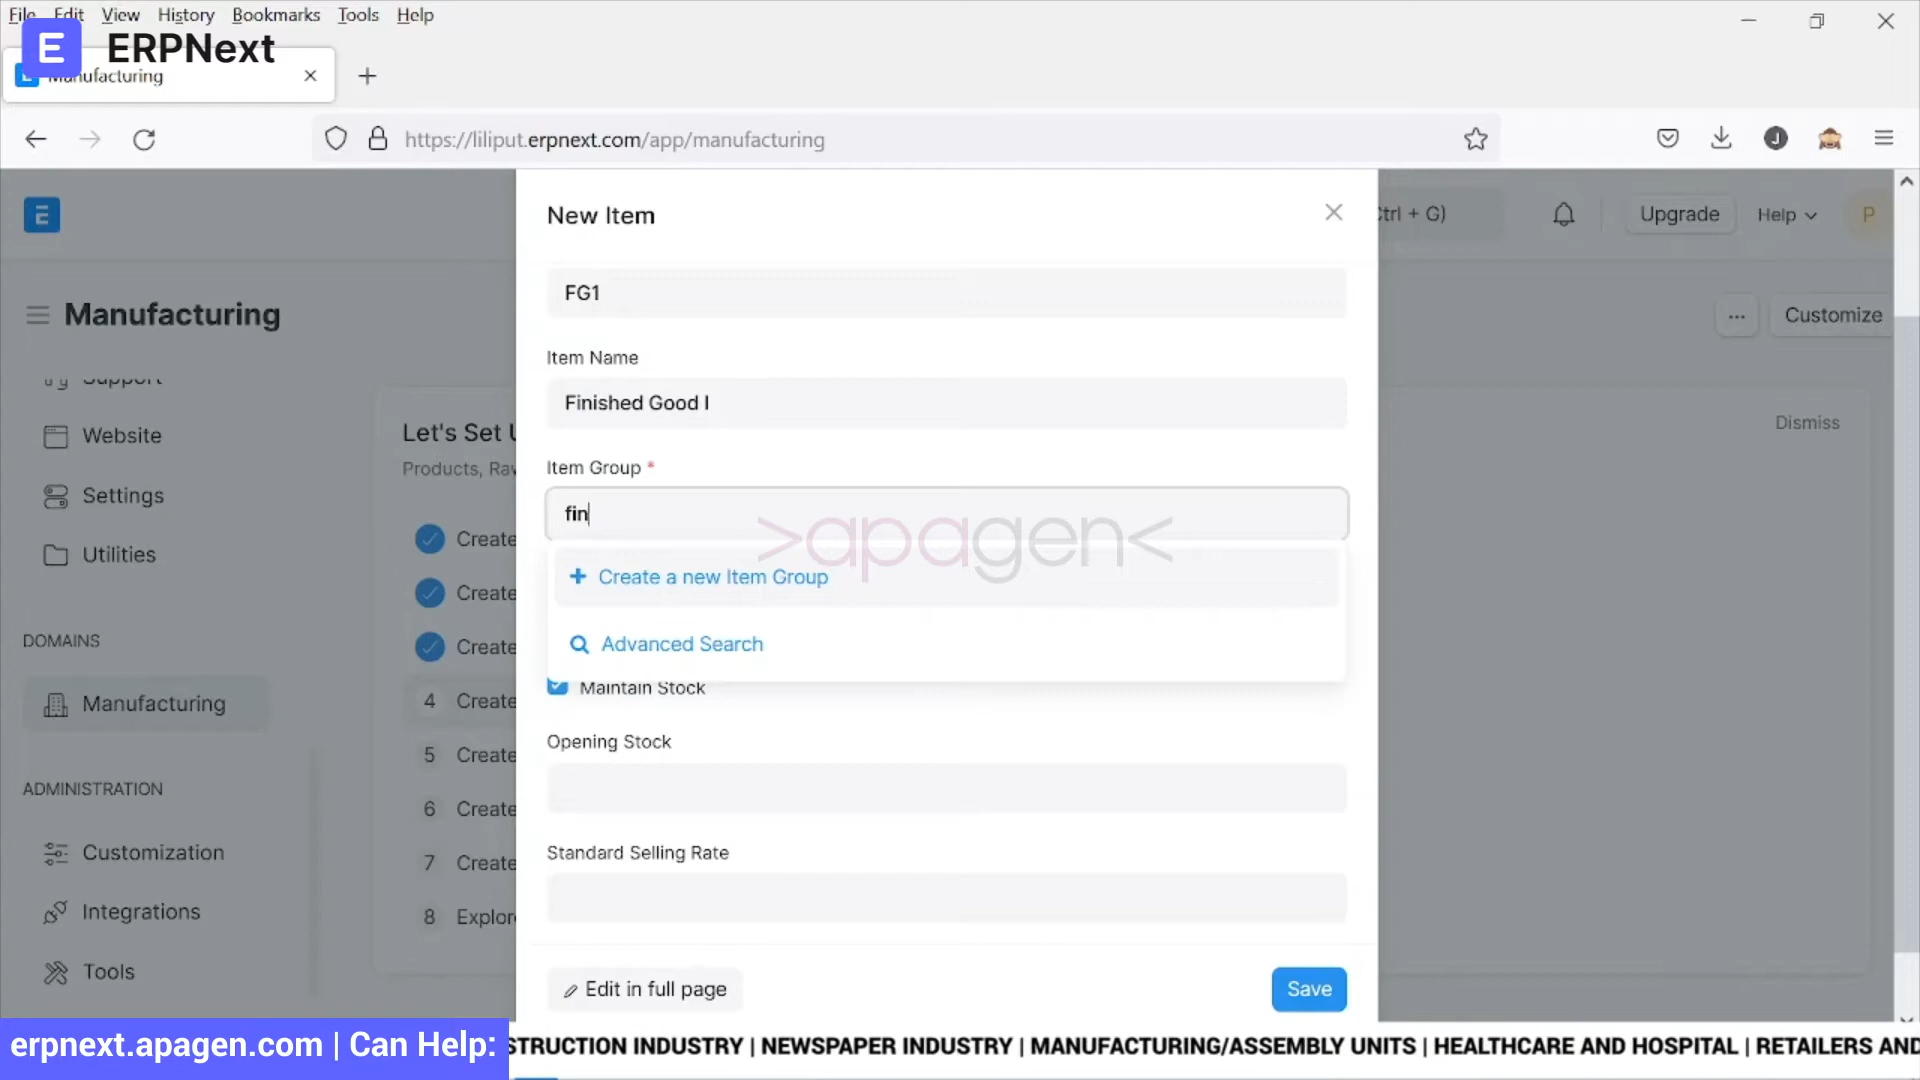 File Edit View History Bookmarks Tools Help
E ERPNext
Manufacturing
https://liliput.erpnext.com/app/manufacturing
J
E
New Item
Ctrl + G)
Upgrade
Help
P
Manufacturing
Customize
FG1
Support
Item Name
Finished Good I
Website
Let's Set U
Dismiss
Products, Raw
Item Group *
Settings
fin
>apagen<
Create
Utilities
Create a new Item Group
Create
DOMAINS
Create
Advanced Search
Manufacturing
4 Create
Maintain Stock
5 Create
Opening Stock
ADMINISTRATION
6 Create
Customization
7 Create
Standard Selling Rate
Integrations
8 Explor
Tools
Edit in full page
Save
erpnext.apagen.com | Can Help:
STRUCTION INDUSTRY | NEWSPAPER INDUSTRY | MANUFACTURING/ASSEMBLY UNITS | HEALTHCARE AND HOSPITAL | RETAILERS AND